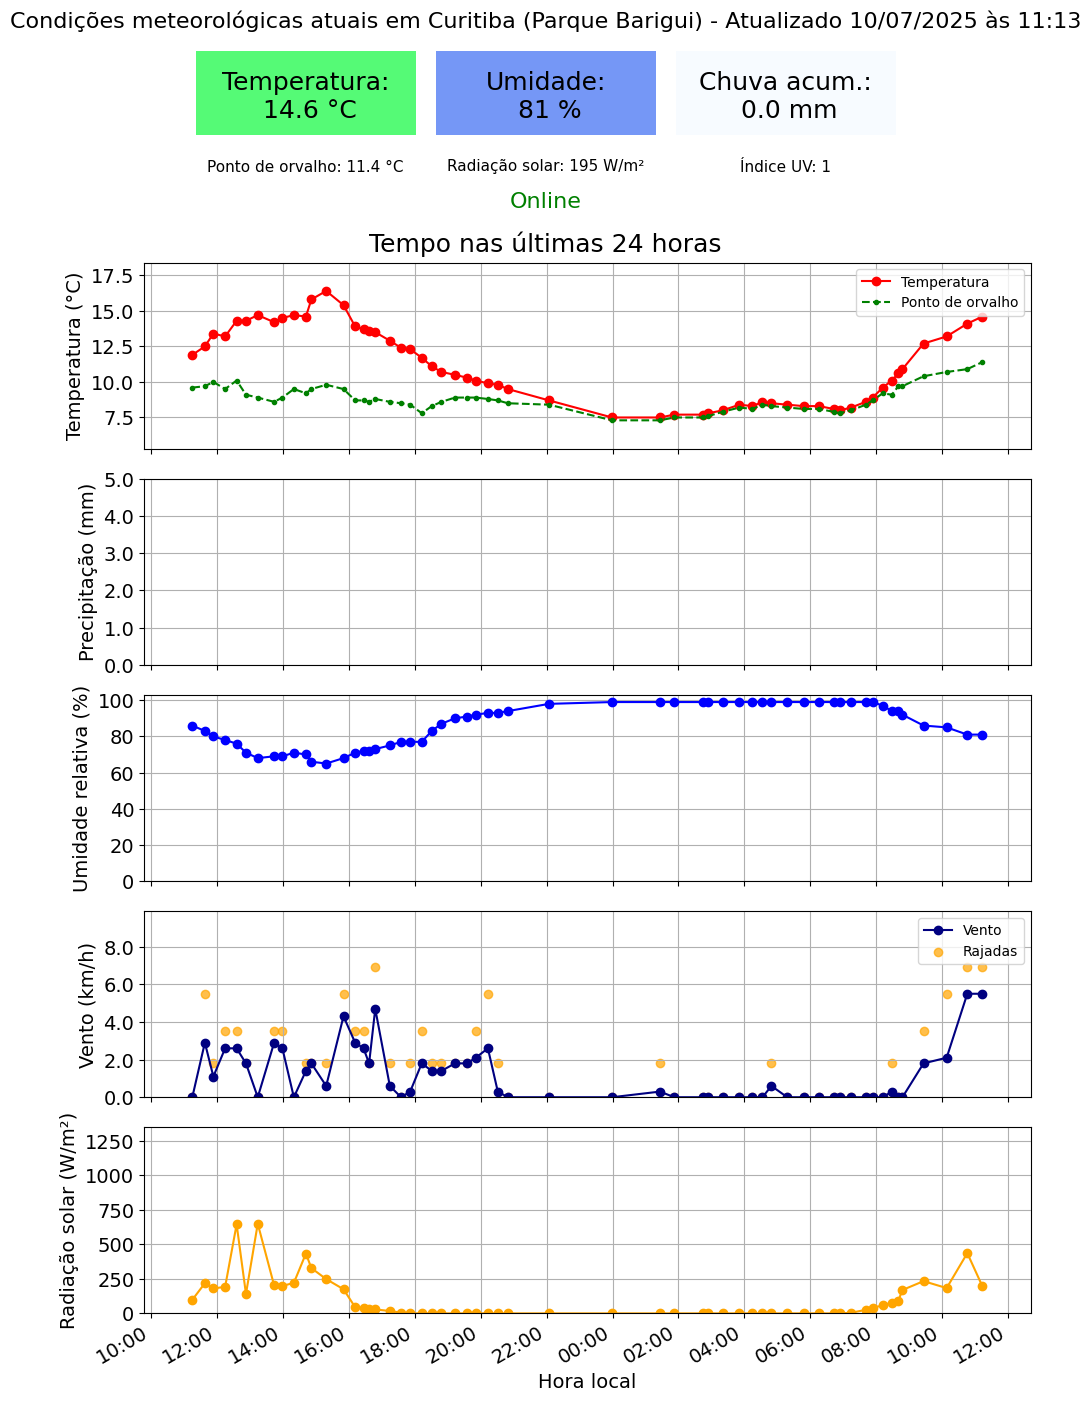 Condições meteorológicas atuais em Curitiba (Parque Barigui) - Atualizado 10/07/2025 às 11:13
Temperatura:
14.6 °C
Umidade:
81 %
Chuva acum.:
0.0 mm
Ponto de orvalho: 11.4 °C
Radiação solar: 195 W/m²
Índice UV: 1
Online
Tempo nas últimas 24 horas
Temperatura (°C)
17.5
15.0
12.5
10.0
7.5
Temperatura
Ponto de orvalho
Precipitação (mm)
5.0
4.0
3.0
2.0
1.0
0.0
Umidade relativa (%)
100
80
60
40
20
0
Vento (km/h)
8.0
6.0
4.0
2.0
0.0
Vento
Rajadas
Radiação solar (W/m²)
1250
1000
750
500
250
0
10:00
12:00
14:00
16:00
18:00
20:00
22:00
00:00
02:00
04:00
06:00
08:00
10:00
12:00
Hora local